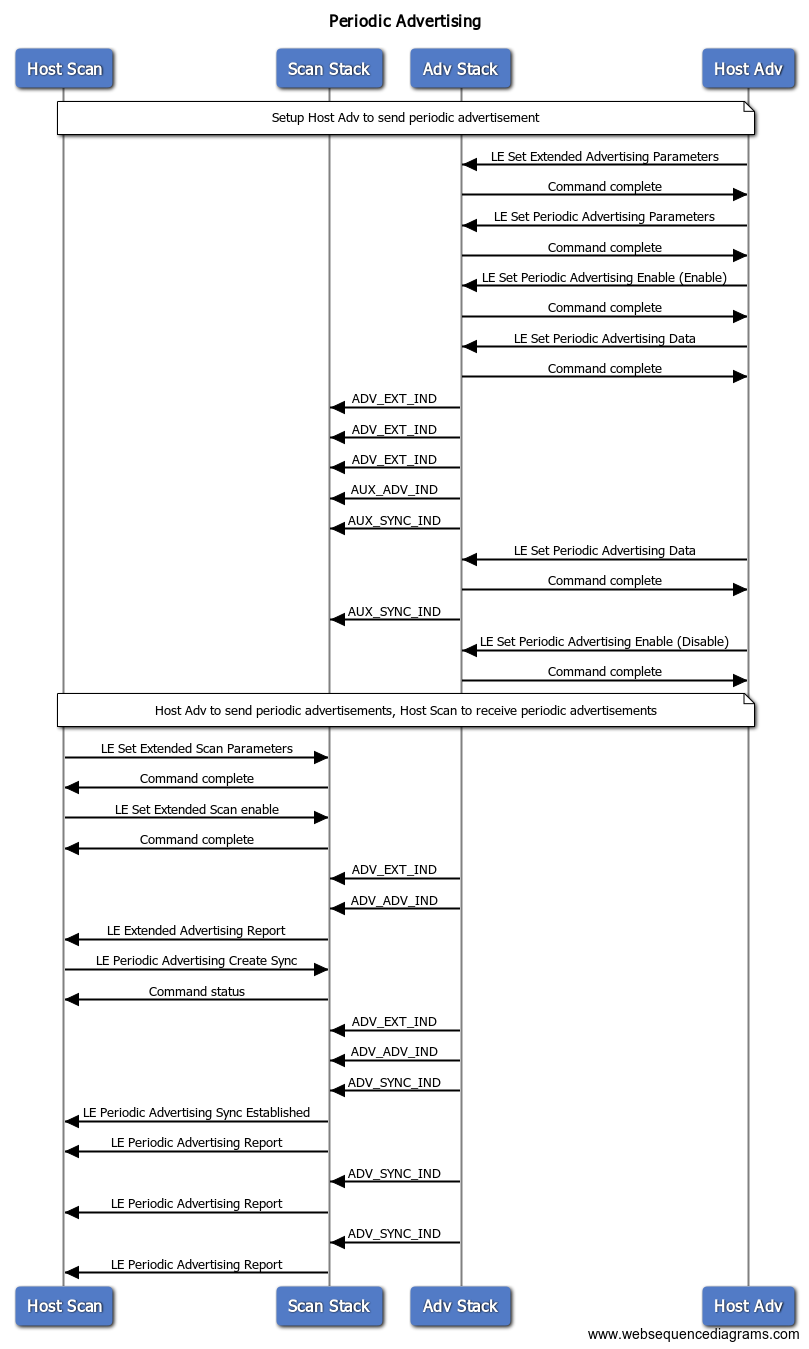 Periodic Advertising
Host Scan
Scan Stack
Adv Stack
Host Adv
Setup Host Adv to send periodic advertisement
LE Set Extended Advertising Parameters
Command complete
LE Set Periodic Advertising Parameters
Command complete
LE Set Periodic Advertising Enable (Enable)
Command complete
LE Set Periodic Advertising Data
Command complete
ADV_EXT_IND
ADV_EXT_IND
ADV_EXT_IND
AUX_ADV_IND
AUX_SYNC_IND
LE Set Periodic Advertising Data
Command complete
AUX_SYNC_IND
LE Set Periodic Advertising Enable (Disable)
Command complete
Host Adv to send periodic advertisements, Host Scan to receive periodic advertisements
LE Set Extended Scan Parameters
Command complete
LE Set Extended Scan enable
Command complete
ADV_EXT_IND
ADV_ADV_IND
LE Extended Advertising Report
LE Periodic Advertising Create Sync
Command status
ADV_EXT_IND
ADV_ADV_IND
ADV_SYNC_IND
LE Periodic Advertising Sync Established
LE Periodic Advertising Report
ADV_SYNC_IND
LE Periodic Advertising Report
ADV_SYNC_IND
LE Periodic Advertising Report
Host Scan
Scan Stack
Adv Stack
Host Adv
www.websequencediagrams.com